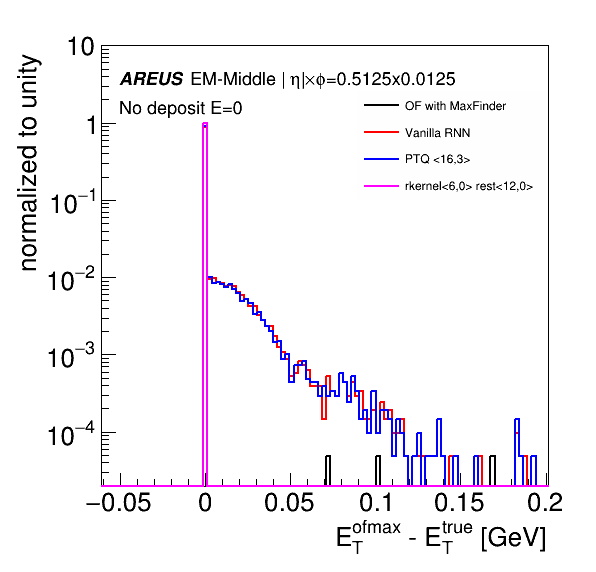 10
AREUS EM-Middle | η|×ϕ=0.5125x0.0125
No deposit E=0
OF with MaxFinder
Vanilla RNN
PTQ <16,3>
rkernel<6,0> rest<12,0>
normalized to unity
1
10⁻¹
10⁻²
10⁻³
10⁻⁴
−0.05 0 0.05 0.1 0.15 0.2
E_T^ofmax - E_T^true [GeV]